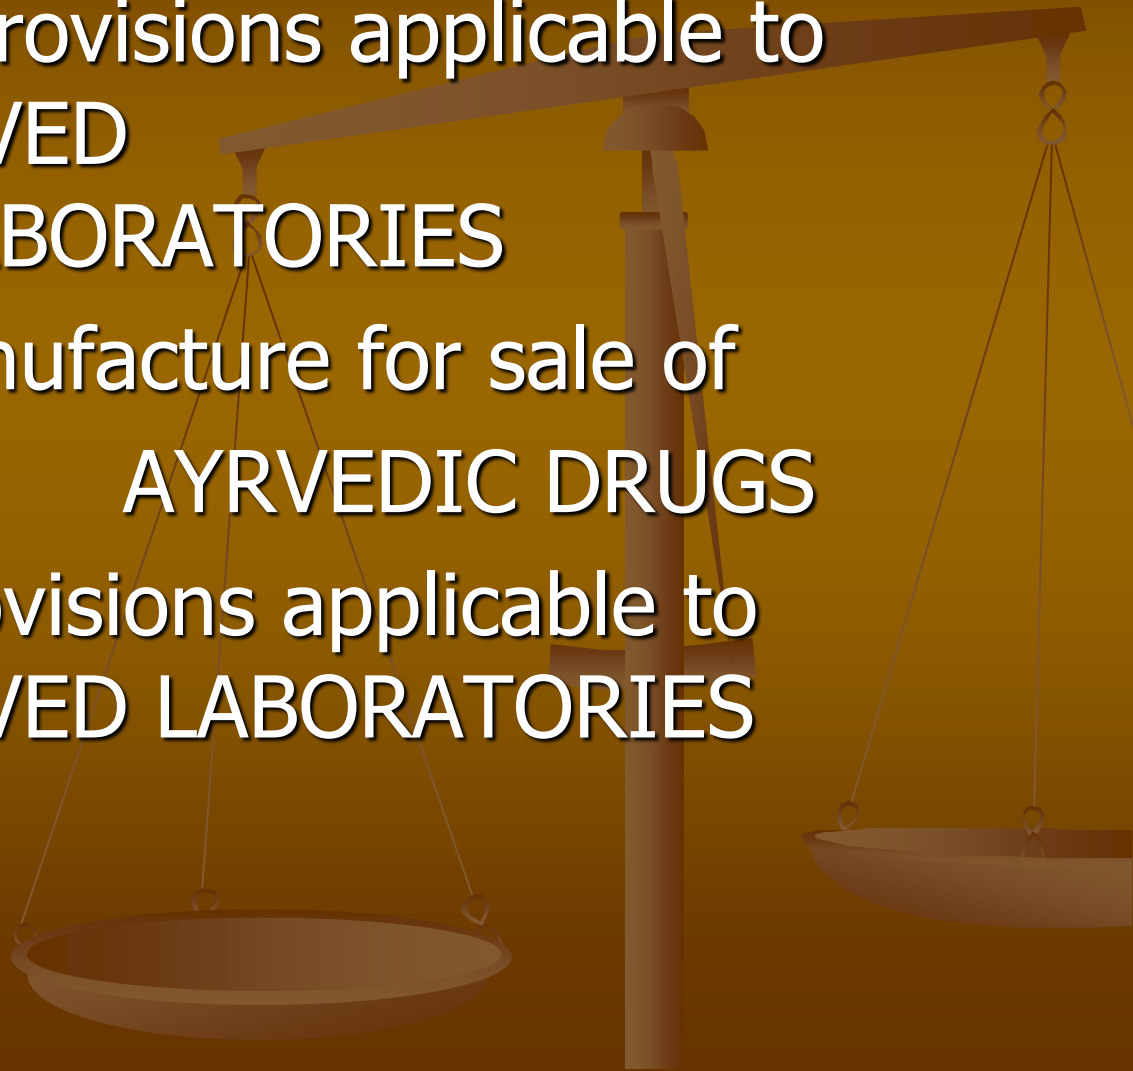 rovisions applicable to
VED
BORATORIES
nufacture for sale of
AYRVEDIC DRUGS
ovisions applicable to
VED LABORATORIES